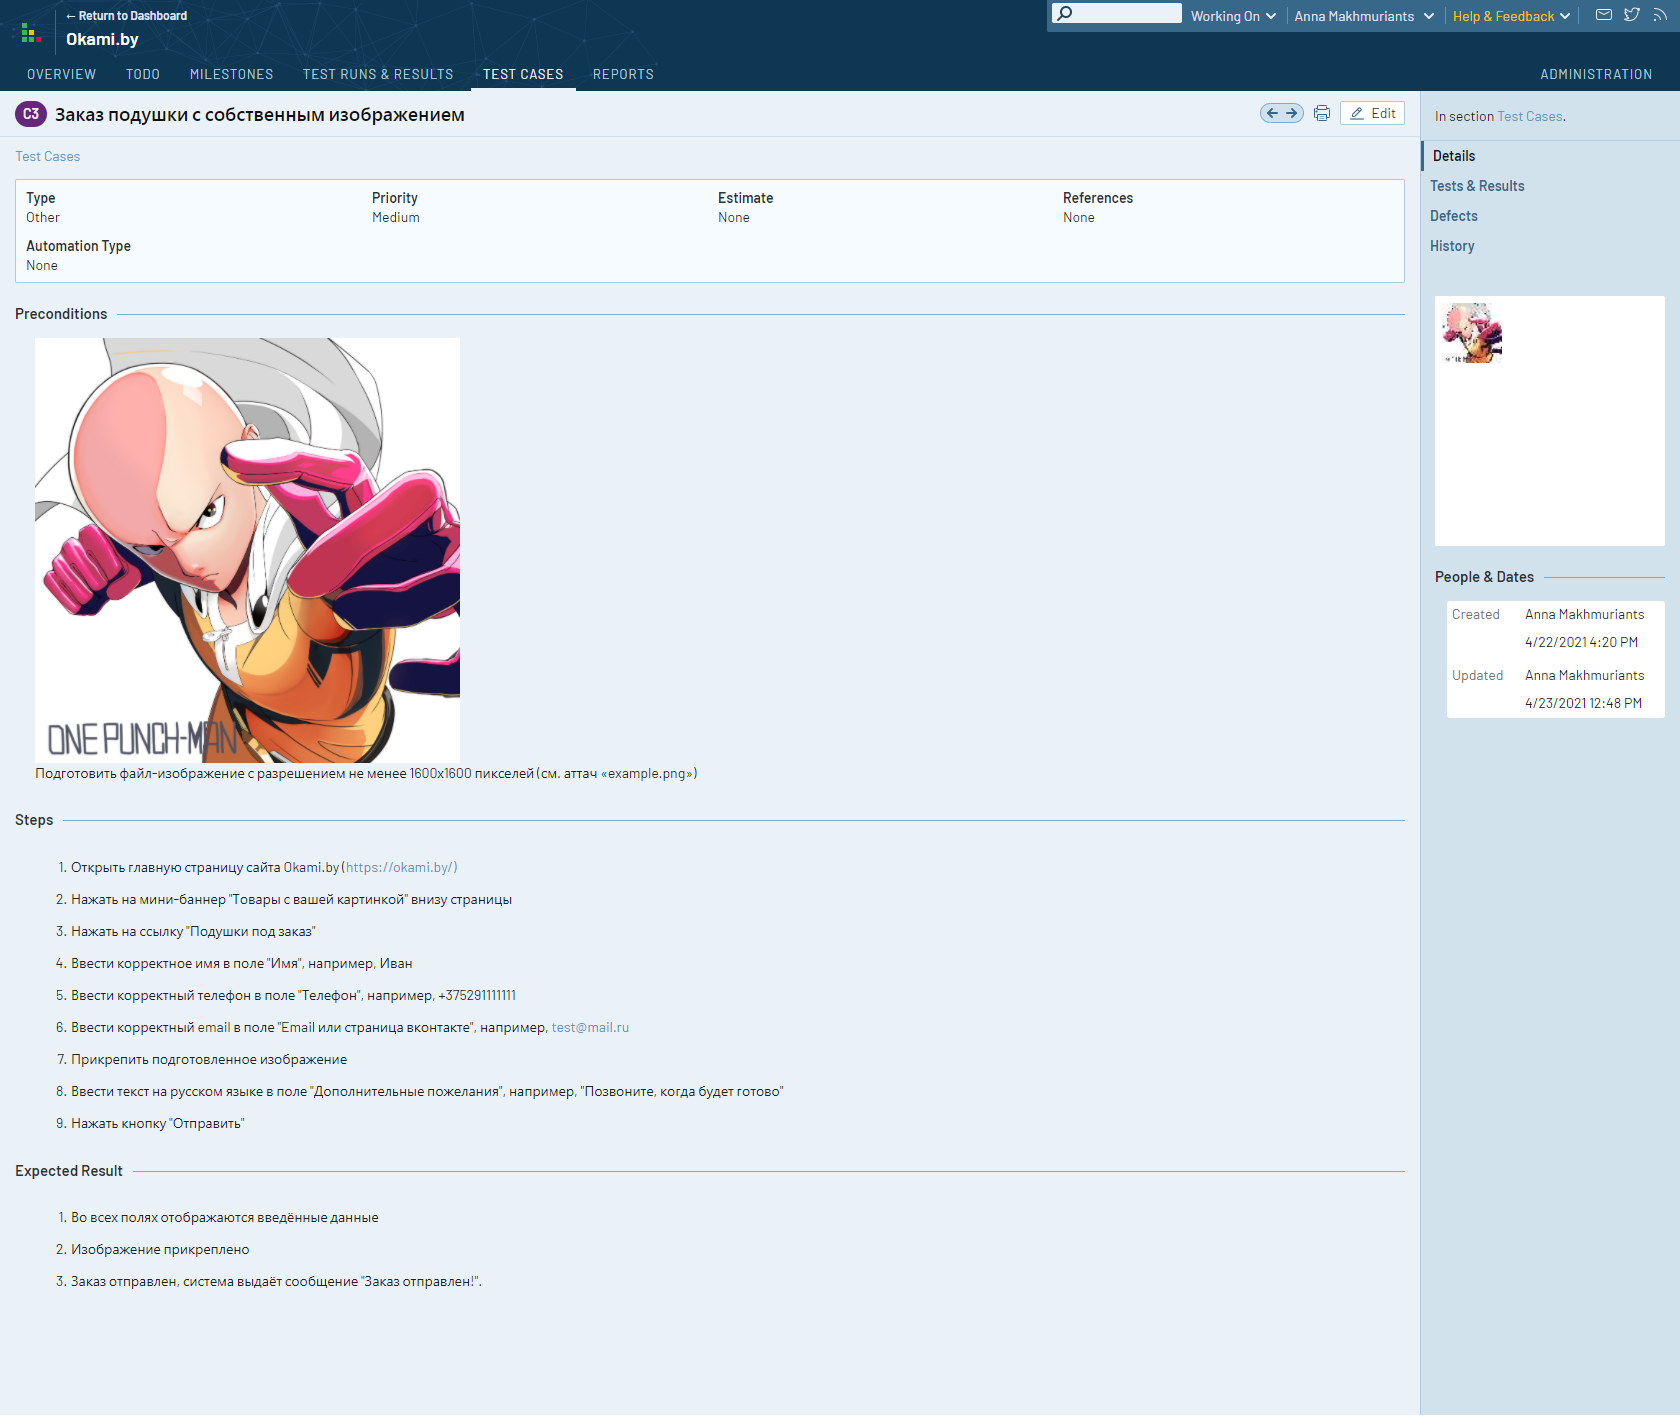 ← Return to Dashboard
Okami.by
Working On
Anna Makhmuriants
Help & Feedback
OVERVIEW
TODO
MILESTONES
TEST RUNS & RESULTS
TEST CASES
REPORTS
ADMINISTRATION
C3
Заказ подушки с собственным изображением
Edit
Test Cases
Type
Other
Priority
Medium
Estimate
None
References
None
Automation Type
None
Preconditions
ONE PUNCH-MAN
Подготовить файл-изображение с разрешением не менее 1600x1600 пикселей (см. аттач «example.png»)
Steps
1. Открыть главную страницу сайта Okami.by (https://okami.by/)
2. Нажать на мини-баннер "Товары с вашей картинкой" внизу страницы
3. Нажать на ссылку "Подушки под заказ"
4. Ввести корректное имя в поле "Имя", например, Иван
5. Ввести корректный телефон в поле "Телефон", например, +375291111111
6. Ввести корректный email в поле "Email или страница вконтакте", например, test@mail.ru
7. Прикрепить подготовленное изображение
8. Ввести текст на русском языке в поле "Дополнительные пожелания", например, "Позвоните, когда будет готово"
9. Нажать кнопку "Отправить"
Expected Result
1. Во всех полях отображаются введённые данные
2. Изображение прикреплено
3. Заказ отправлен, система выдаёт сообщение "Заказ отправлен!".
In section Test Cases.
Details
Tests & Results
Defects
History
People & Dates
Created
Anna Makhmuriants
4/22/2021 4:20 PM
Updated
Anna Makhmuriants
4/23/2021 12:48 PM